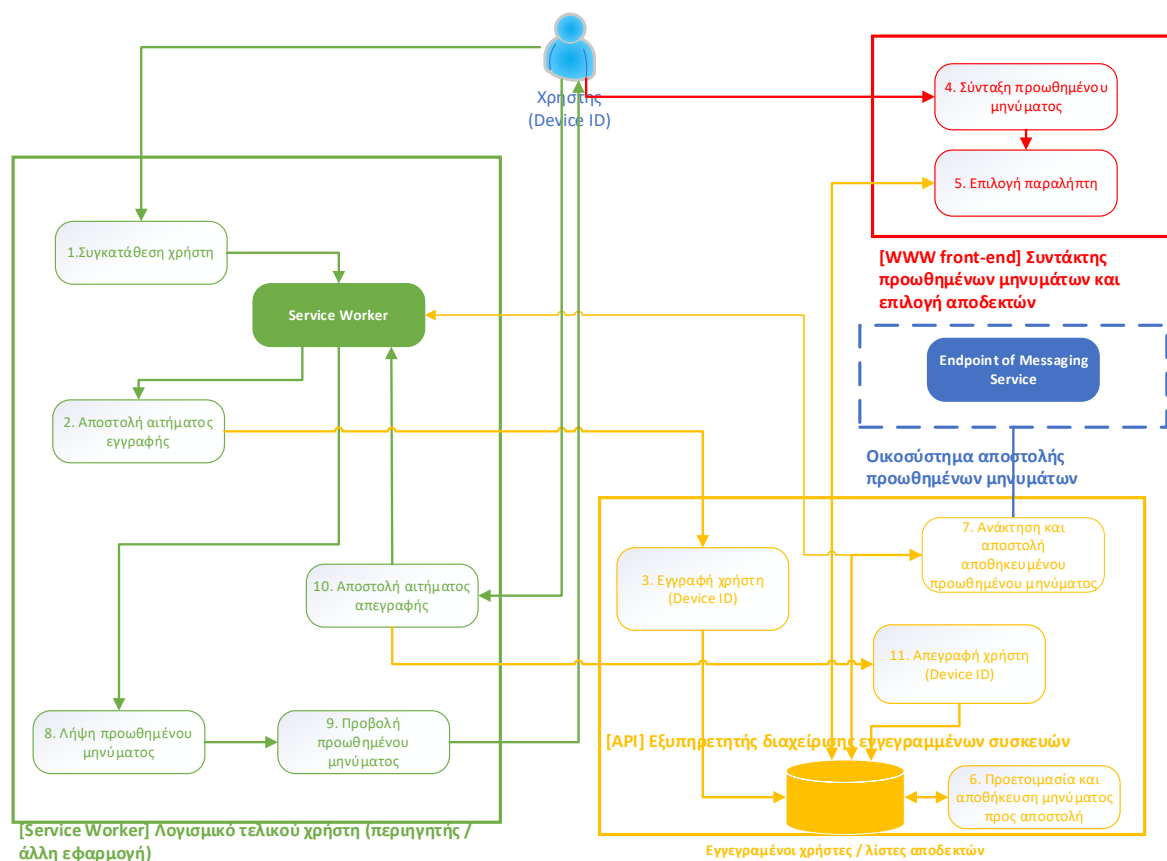 Χρήστης
(Device ID)
4. Σύνταξη προωθημένου
μηνύματος
5. Επιλογή παραλήπτη
[WWW front-end] Συντάκτης
προωθημένων μηνυμάτων και
επιλογή αποδεκτών
1.Συγκατάθεση χρήστη
Service Worker
Endpoint of Messaging
Service
2. Αποστολή αιτήματος
εγγραφής
Οικοσύστημα αποστολής
προωθημένων μηνυμάτων
7. Ανάκτηση και
αποστολή
αποθηκευμένου
προωθημένου μηνύματος
3. Εγγραφή χρήστη
(Device ID)
10. Αποστολή αιτήματος
απεγραφής
11. Απεγραφή χρήστη
(Device ID)
8. Λήψη προωθημένου
μηνύματος
9. Προβολή
προωθημένου
μηνύματος
[API] Εξυπηρετητής διαχείρισης εγγεγραμμένων συσκευών
6. Προετοιμασία και
αποθήκευση μηνύματος
προς αποστολή
[Service Worker] Λογισμικό τελικού χρήστη (περιηγητής /
άλλη εφαρμογή)
Εγγεγραμένοι χρήστες / λίστες αποδεκτών